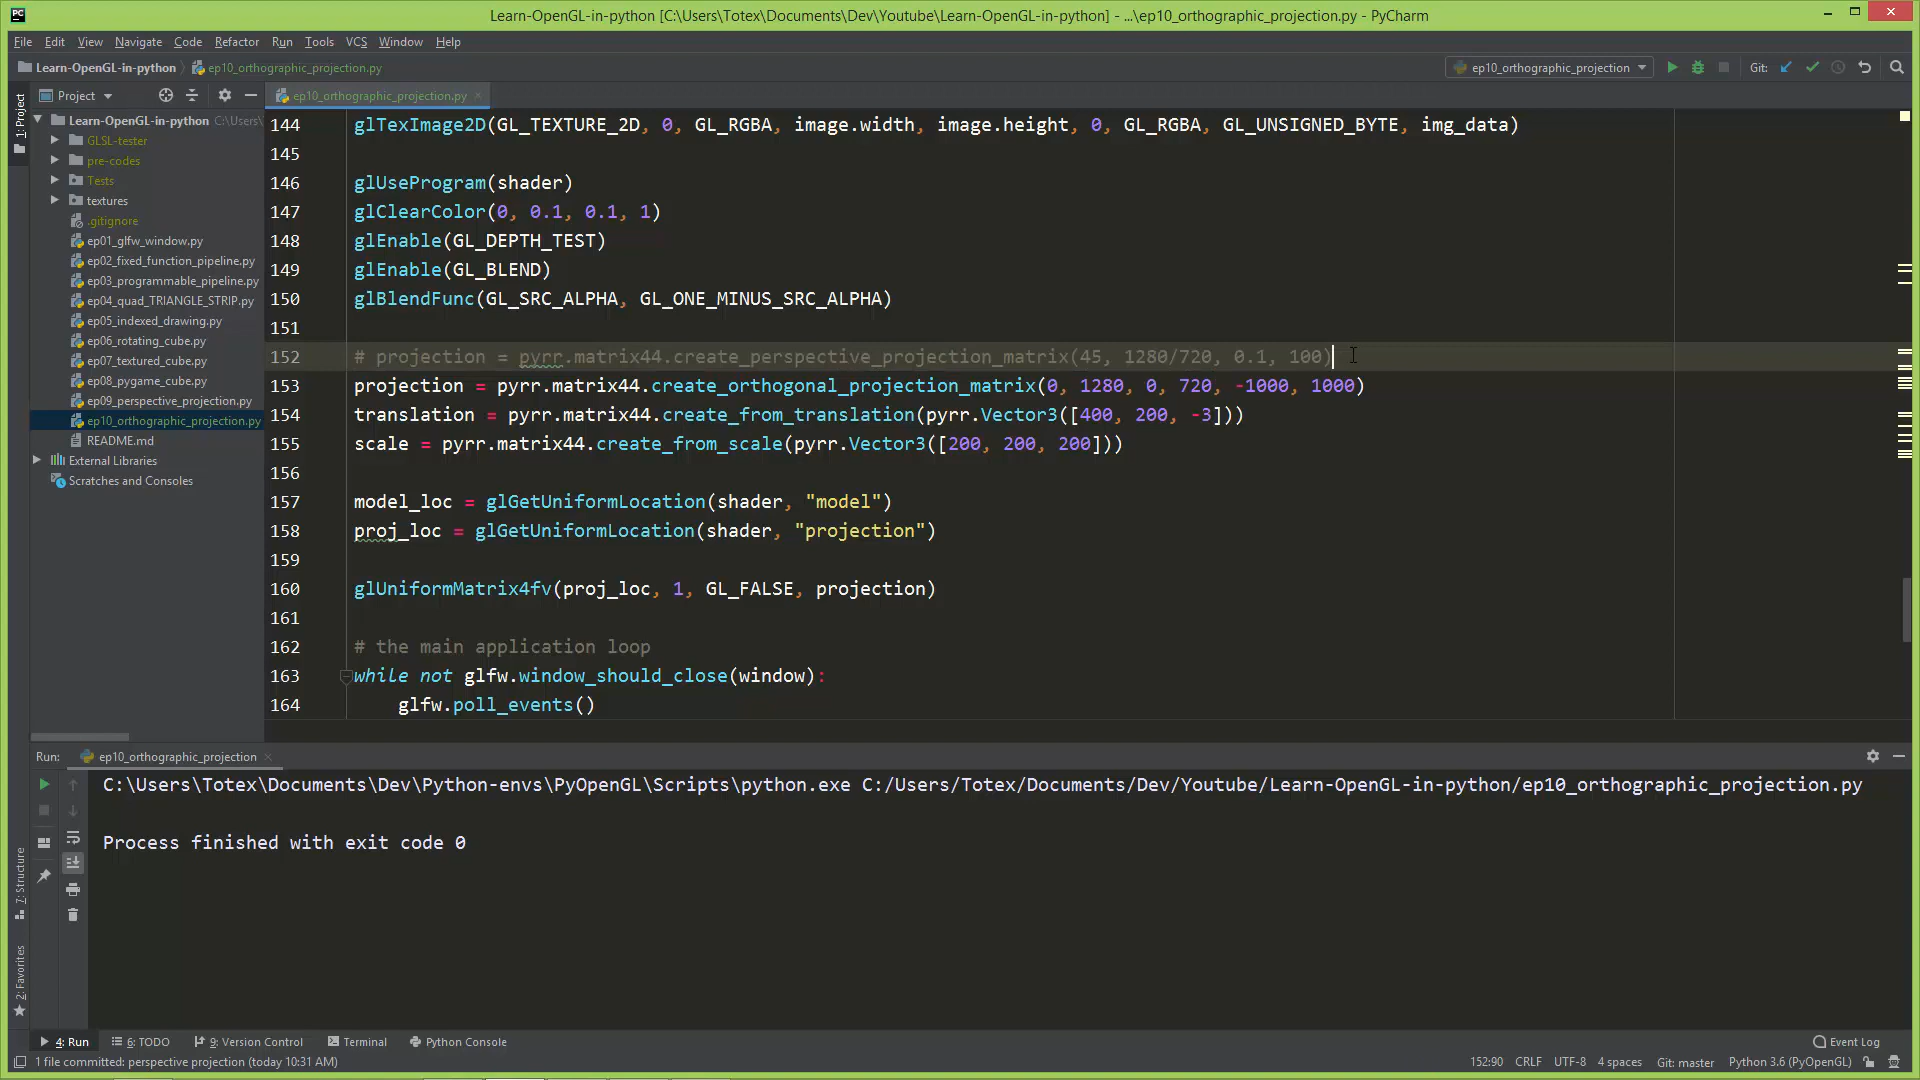 Learn-OpenGL-in-python [C:\Users\Totex\Documents\Dev\Youtube\Learn-OpenGL-in-python] - ...\ep10_orthographic_projection.py - PyCharm
File Edit View Navigate Code Refactor Run Tools VCS Window Help
Learn-OpenGL-in-python ep10_orthographic_projection.py
ep10_orthographic_projection Git:
Project
ep10_orthographic_projection.py
1: Project
Learn-OpenGL-in-python C:\Users\
GLSL-tester
pre-codes
Tests
textures
.gitignore
ep01_glfw_window.py
ep02_fixed_function_pipeline.py
ep03_programmable_pipeline.py
ep04_quad_TRIANGLE_STRIP.py
ep05_indexed_drawing.py
ep06_rotating_cube.py
ep07_textured_cube.py
ep08_pygame_cube.py
ep09_perspective_projection.py
ep10_orthographic_projection.py
README.md
External Libraries
Scratches and Consoles
144 glTexImage2D(GL_TEXTURE_2D, 0, GL_RGBA, image.width, image.height, 0, GL_RGBA, GL_UNSIGNED_BYTE, img_data)
145
146 glUseProgram(shader)
147 glClearColor(0, 0.1, 0.1, 1)
148 glEnable(GL_DEPTH_TEST)
149 glEnable(GL_BLEND)
150 glBlendFunc(GL_SRC_ALPHA, GL_ONE_MINUS_SRC_ALPHA)
151
152 # projection = pyrr.matrix44.create_perspective_projection_matrix(45, 1280/720, 0.1, 100)
153 projection = pyrr.matrix44.create_orthogonal_projection_matrix(0, 1280, 0, 720, -1000, 1000)
154 translation = pyrr.matrix44.create_from_translation(pyrr.Vector3([400, 200, -3]))
155 scale = pyrr.matrix44.create_from_scale(pyrr.Vector3([200, 200, 200]))
156
157 model_loc = glGetUniformLocation(shader, "model")
158 proj_loc = glGetUniformLocation(shader, "projection")
159
160 glUniformMatrix4fv(proj_loc, 1, GL_FALSE, projection)
161
162 # the main application loop
163 while not glfw.window_should_close(window):
164 glfw.poll_events()
Run: ep10_orthographic_projection
C:\Users\Totex\Documents\Dev\Python-envs\PyOpenGL\Scripts\python.exe C:/Users/Totex/Documents/Dev/Youtube/Learn-OpenGL-in-python/ep10_orthographic_projection.py
Process finished with exit code 0
7: Structure
2: Favorites
4: Run 6: TODO 9: Version Control Terminal Python Console Event Log
1 file committed: perspective projection (today 10:31 AM) 152:90 CRLF UTF-8 4 spaces Git: master Python 3.6 (PyOpenGL)